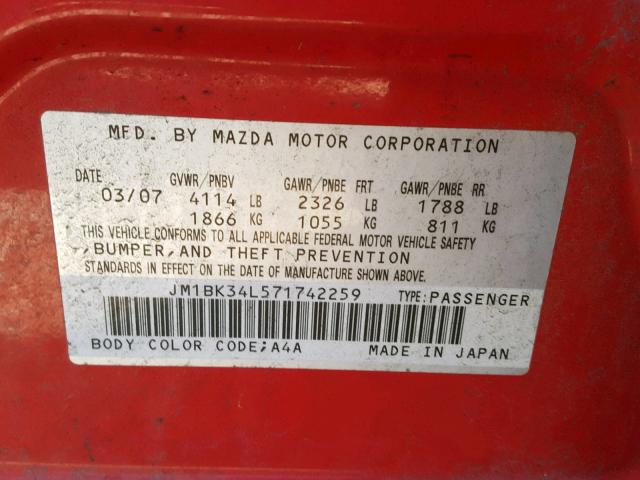 MFD. BY MAZDA MOTOR CORPORATION
DATE GVWR/PNBV GAWR/PNBE FRT GAWR/PNBE RR
03/07 4114 LB 2326 LB 1788 LB
1866 KG 1055 KG 811 KG
THIS VEHICLE CONFORMS TO ALL APPLICABLE FEDERAL MOTOR VEHICLE SAFETY
,BUMPER,AND THEFT PREVENTION
STANDARDS IN EFFECT ON THE DATE OF MANUFACTURE SHOWN ABOVE.
JM1BK34L571742259 TYPE:PASSENGER
BODY COLOR CODE;A4A MADE IN JAPAN